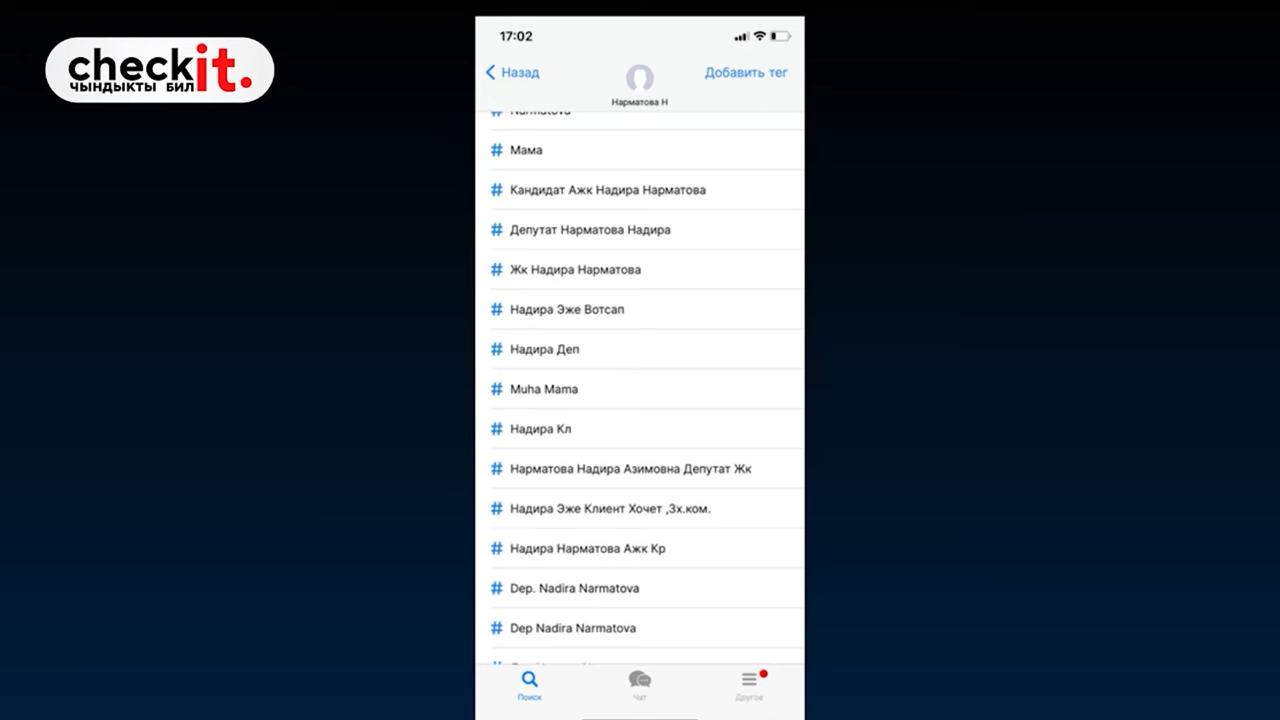 checkit.
ЧЫНДЫКТЫ БИЛ
17:02
Назад
Добавить тег
Нарматова Н
# Narmatova
# Мама
# Кандидат Ажк Надира Нарматова
# Депутат Нарматова Надира
# Жк Надира Нарматова
# Надира Эже Вотсап
# Надира Деп
# Muha Mama
# Надира Кл
# Нарматова Надира Азимовна Депутат Жк
# Надира Эже Клиент Хочет ,3х.ком.
# Надира Нарматова Ажк Кр
# Dep. Nadira Narmatova
# Dep Nadira Narmatova
Поиск
Чат
Другое